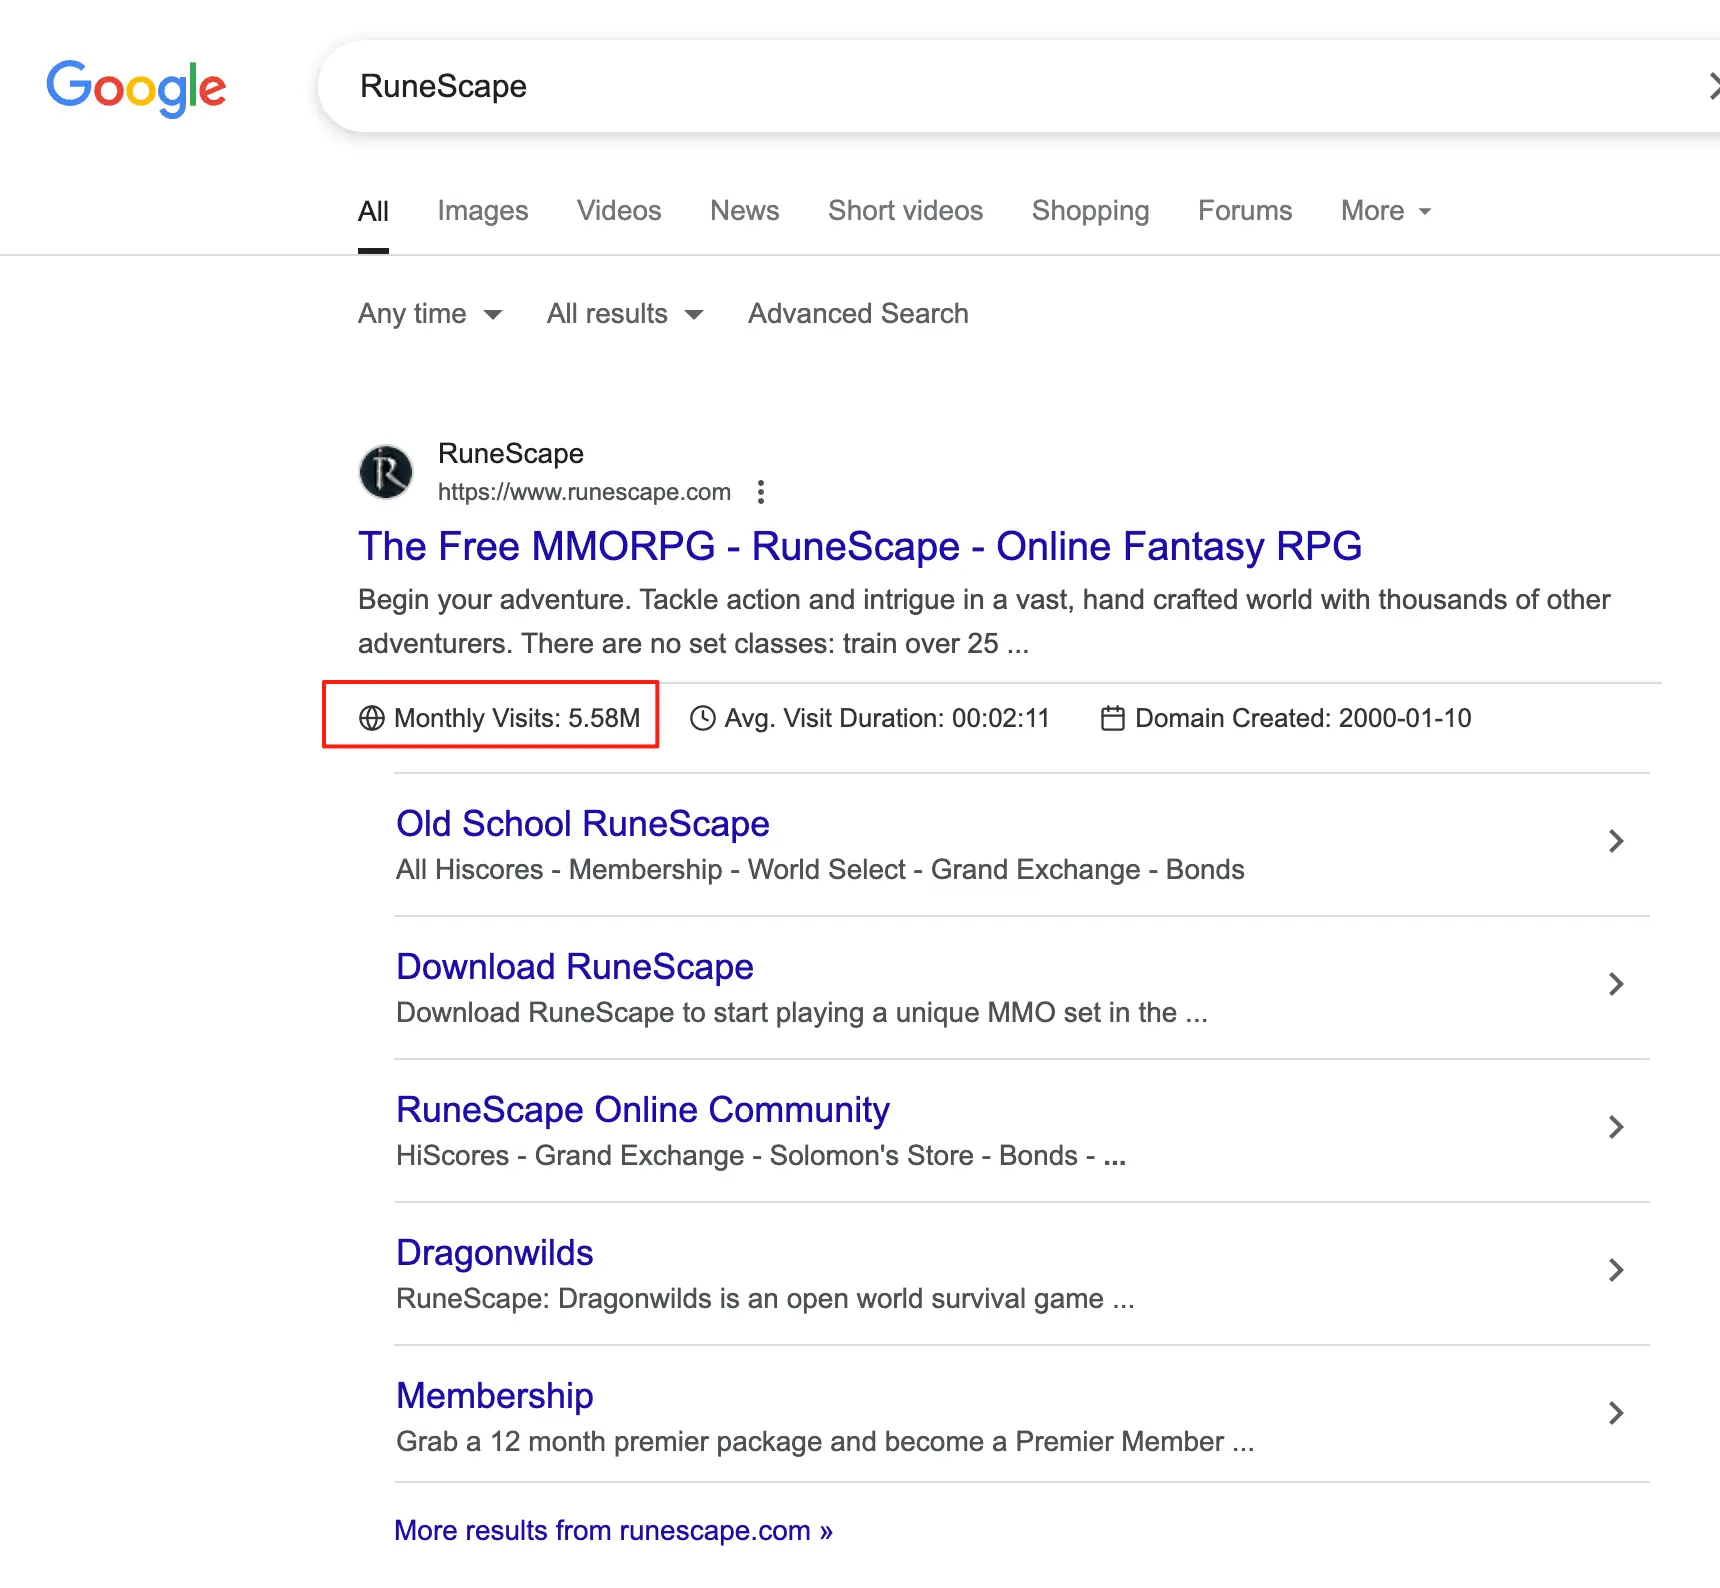 Google
RuneScape
All
Images
Videos
News
Short videos
Shopping
Forums
More
Any time
All results
Advanced Search
RuneScape
https://www.runescape.com
The Free MMORPG - RuneScape - Online Fantasy RPG
Begin your adventure. Tackle action and intrigue in a vast, hand crafted world with thousands of other
adventurers. There are no set classes: train over 25 ...
Monthly Visits: 5.58M
Avg. Visit Duration: 00:02:11
Domain Created: 2000-01-10
Old School RuneScape
All Hiscores - Membership - World Select - Grand Exchange - Bonds
Download RuneScape
Download RuneScape to start playing a unique MMO set in the ...
RuneScape Online Community
HiScores - Grand Exchange - Solomon's Store - Bonds - ...
Dragonwilds
RuneScape: Dragonwilds is an open world survival game ...
Membership
Grab a 12 month premier package and become a Premier Member ...
More results from runescape.com »